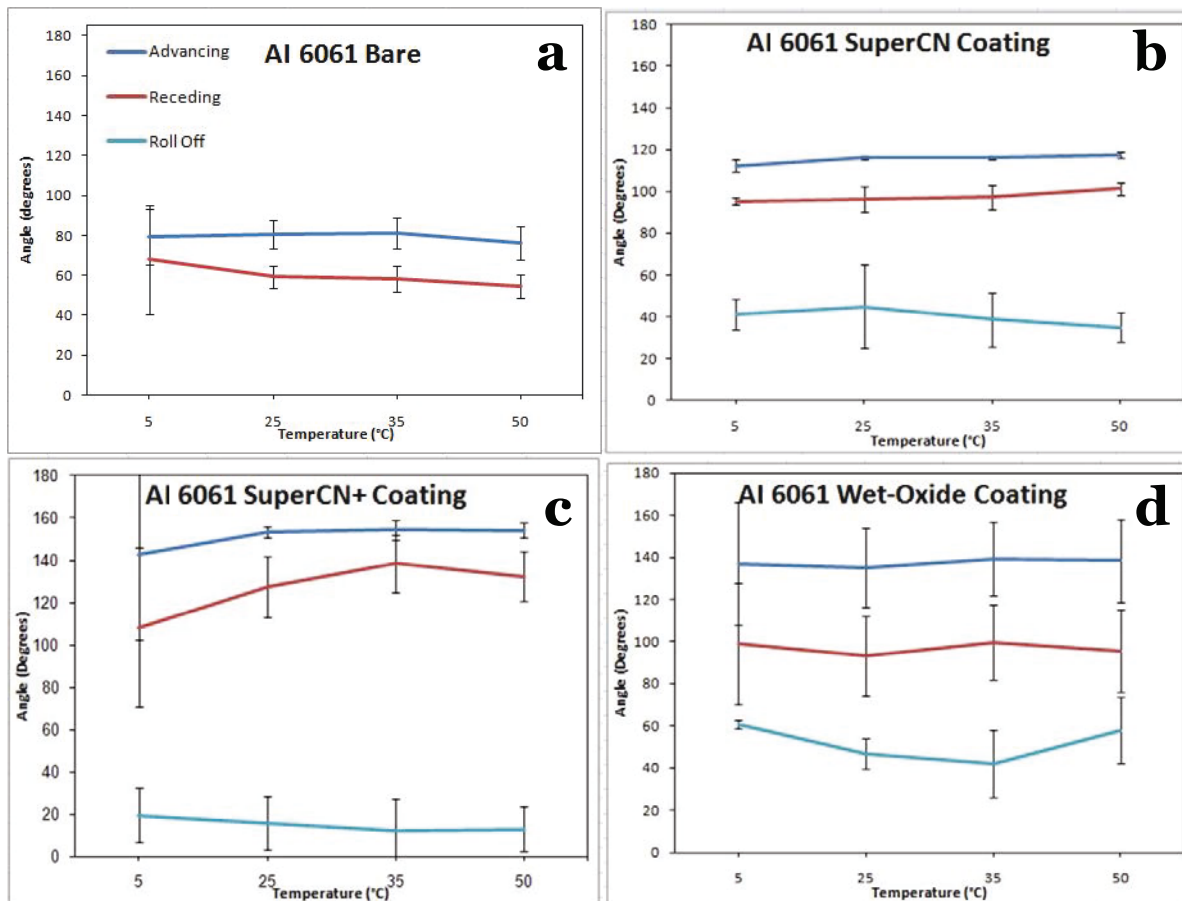 Al 6061 Bare
a
Advancing
Receding
Roll Off
Angle (degrees)
180
160
140
120
100
80
60
40
20
0
5 25 35 50
Temperature (°C)
Al 6061 SuperCN Coating
b
Angle (Degrees)
180
160
140
120
100
80
60
40
20
0
5 25 35 50
Temperature (°C)
Al 6061 SuperCN+ Coating
c
Angle (Degrees)
180
160
140
120
100
80
60
40
20
0
5 25 35 50
Temperature (°C)
Al 6061 Wet-Oxide Coating
d
Angle (Degrees)
180
160
140
120
100
80
60
40
20
0
5 25 35 50
Temperature (°C)